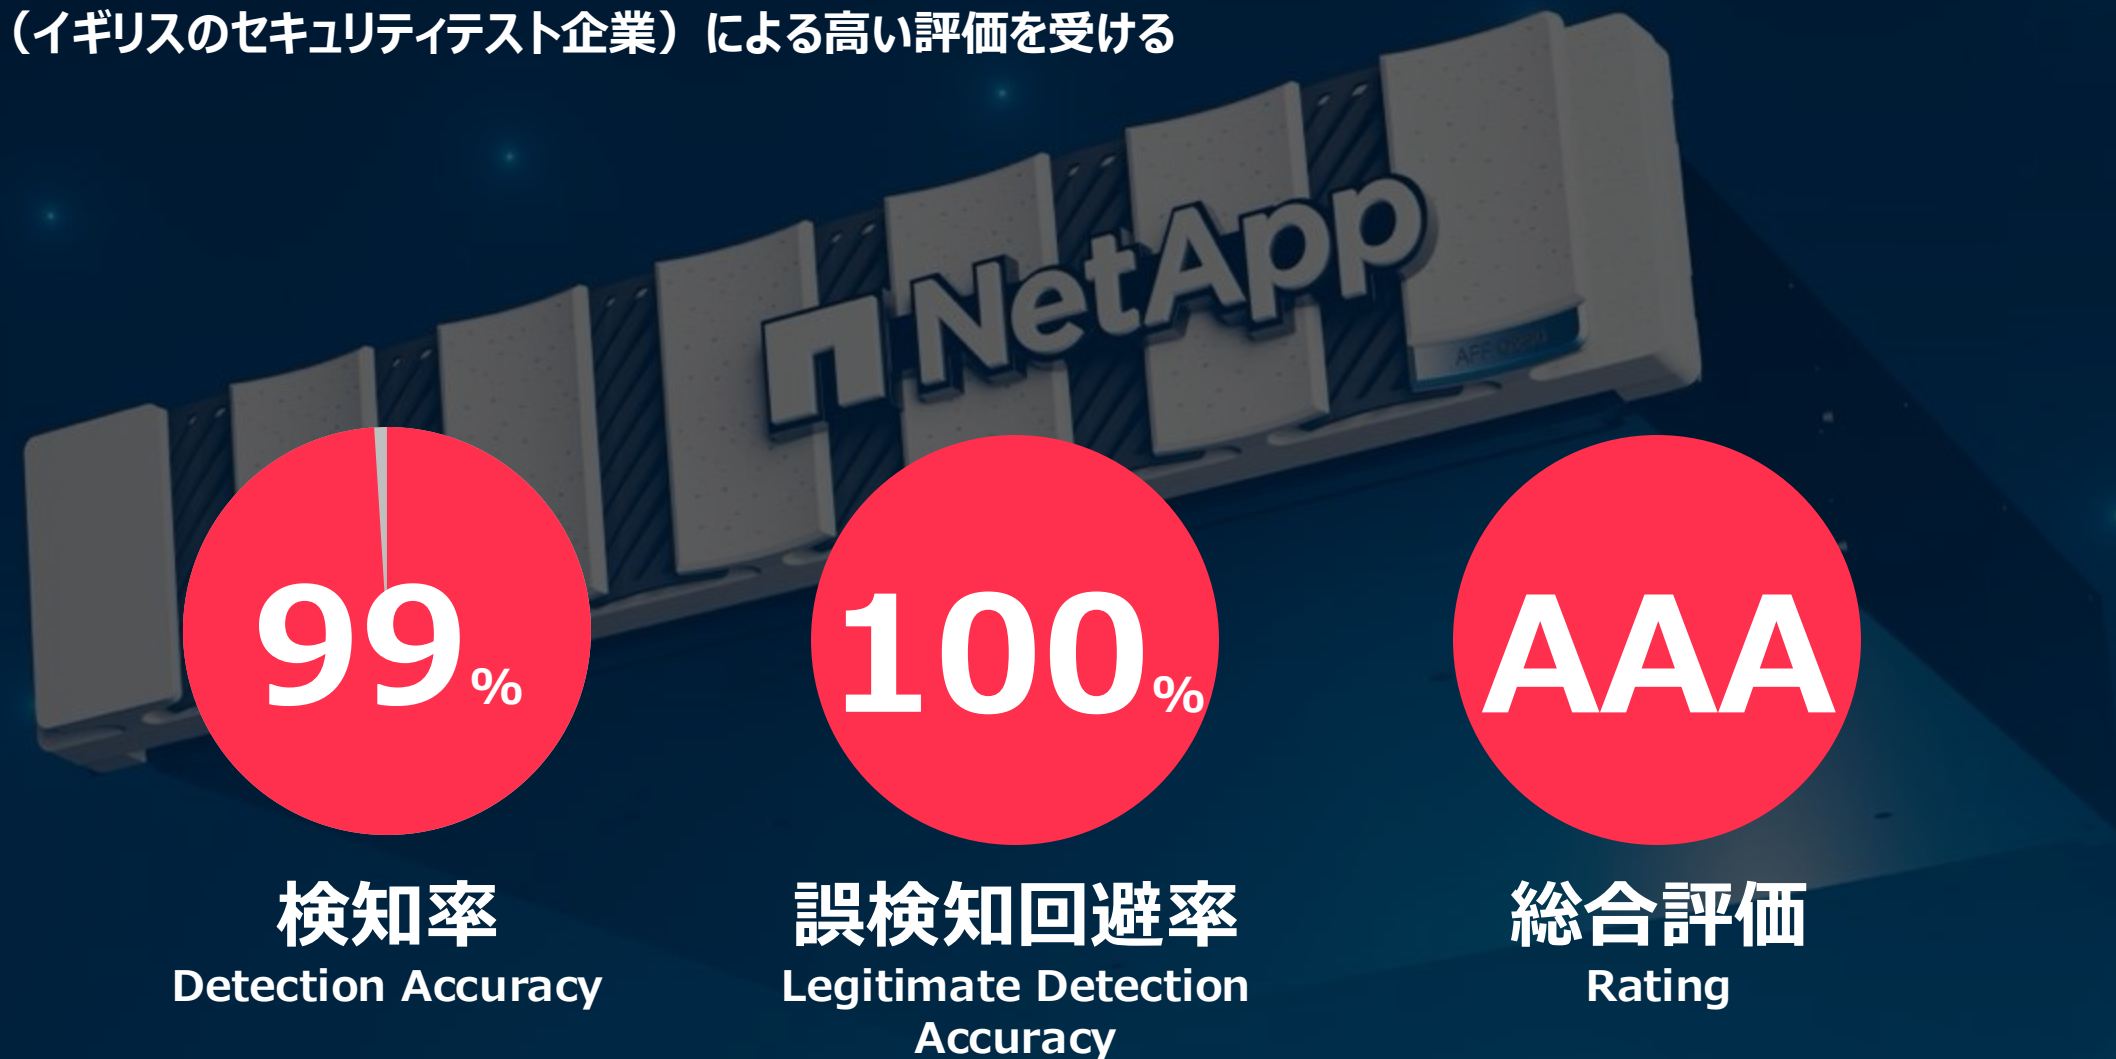 （イギリスのセキュリティテスト企業）による高い評価を受ける
NetApp
99%
100%
AAA
検知率
Detection Accuracy
誤検知回避率
Legitimate Detection
Accuracy
総合評価
Rating